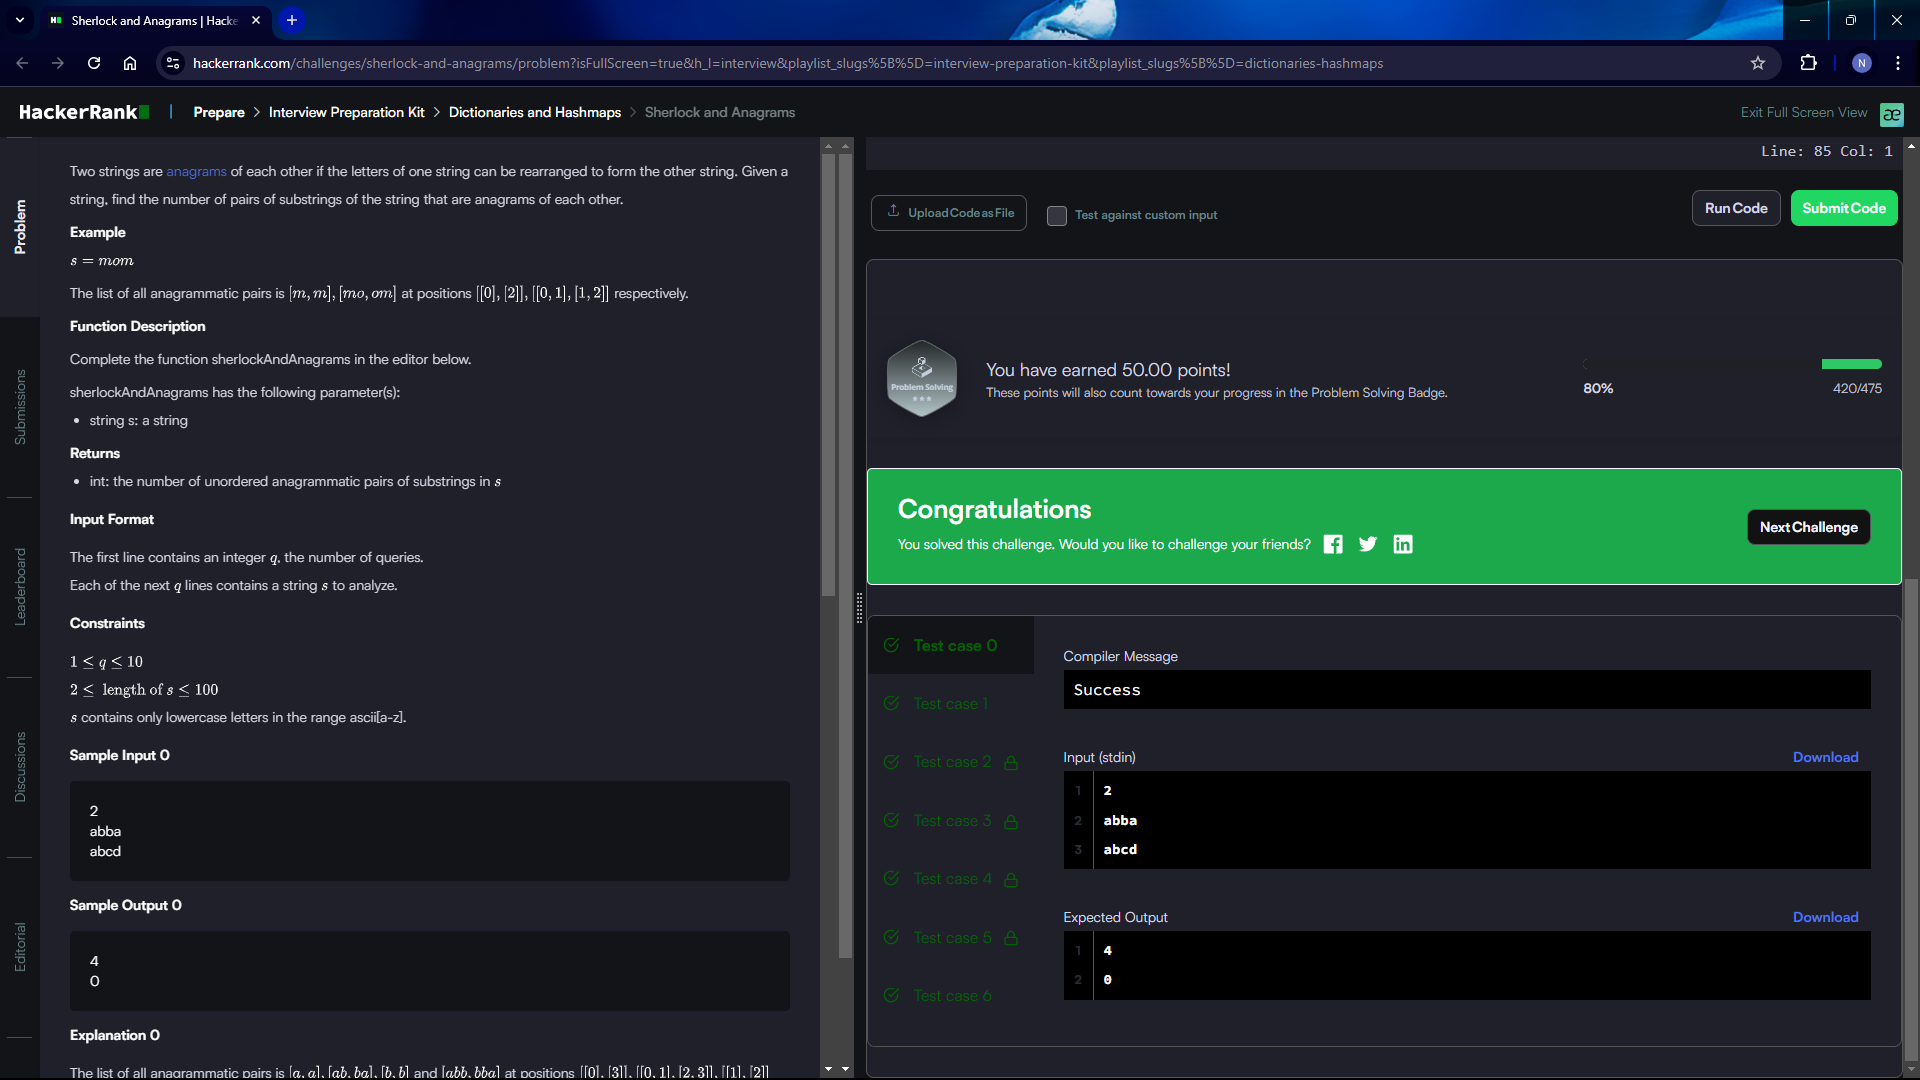 Sherlock and Anagrams | Hacke
hackerrank.com/challenges/sherlock-and-anagrams/problem?isFullScreen=true&h_l=interview&playlist_slugs%5B%5D=interview-preparation-kit&playlist_slugs%5B%5D=dictionaries-hashmaps
N
HackerRank | Prepare > Interview Preparation Kit > Dictionaries and Hashmaps > Sherlock and Anagrams
Exit Full Screen View
æ
Problem
Submissions
Leaderboard
Discussions
Editorial
Two strings are anagrams of each other if the letters of one string can be rearranged to form the other string. Given a
string, find the number of pairs of substrings of the string that are anagrams of each other.
Example
s = mom
The list of all anagrammatic pairs is [m, m], [mo, om] at positions [[0], [2]], [[0, 1], [1, 2]] respectively.
Function Description
Complete the function sherlockAndAnagrams in the editor below.
sherlockAndAnagrams has the following parameter(s):
• string s: a string
Returns
• int: the number of unordered anagrammatic pairs of substrings in s
Input Format
The first line contains an integer q, the number of queries.
Each of the next q lines contains a string s to analyze.
Constraints
1 ≤ q ≤ 10
2 ≤ length of s ≤ 100
s contains only lowercase letters in the range ascii[a-z].
Sample Input 0
2
abba
abcd
Sample Output 0
4
0
Explanation 0
The list of all anagrammatic pairs is [a, a], [ab, ba], [b, b] and [abb, bba] at positions [[0], [3]], [[0, 1], [2, 3]], [[1], [2]]
Line: 85 Col: 1
Upload Code as File
Test against custom input
Run Code
Submit Code
Problem Solving
You have earned 50.00 points!
These points will also count towards your progress in the Problem Solving Badge.
80%
420/475
Congratulations
You solved this challenge. Would you like to challenge your friends?
Next Challenge
Test case 0
Test case 1
Test case 2
Test case 3
Test case 4
Test case 5
Test case 6
Compiler Message
Success
Input (stdin)
Download
1 2
2 abba
3 abcd
Expected Output
Download
1 4
2 0